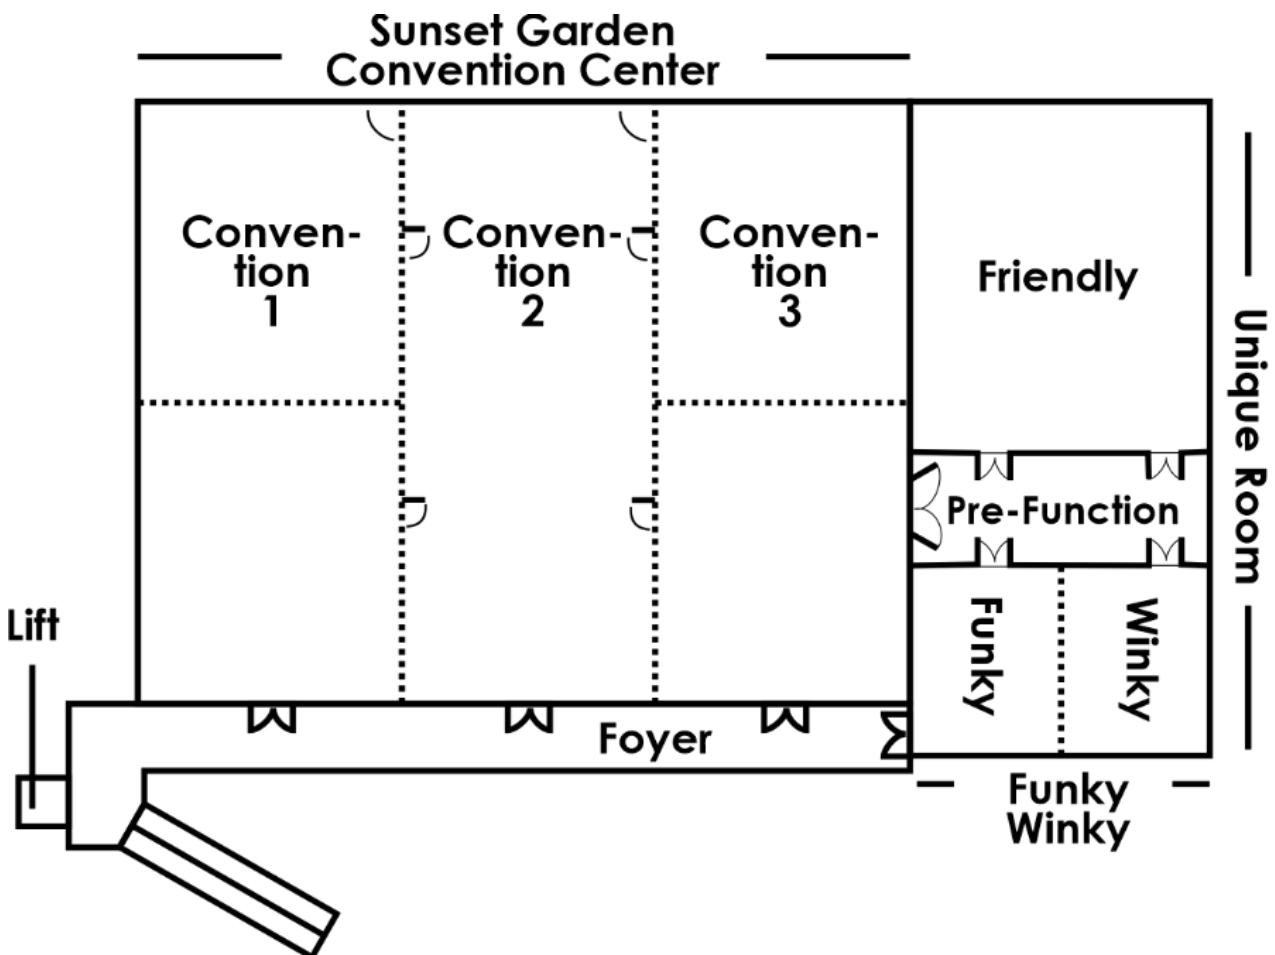 Sunset Garden
Convention Center
Conven-
tion
1
Conven-
tion
2
Conven-
tion
3
Friendly
Unique Room
Pre-Function
Funky
Winky
Lift
Foyer
Funky
Winky